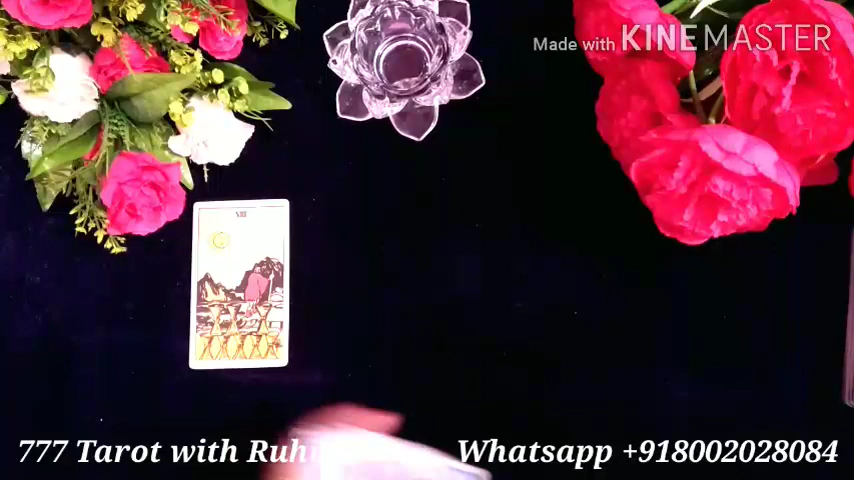 Made with KINEMASTER
VIII
777 Tarot with Whatsapp +918002028084